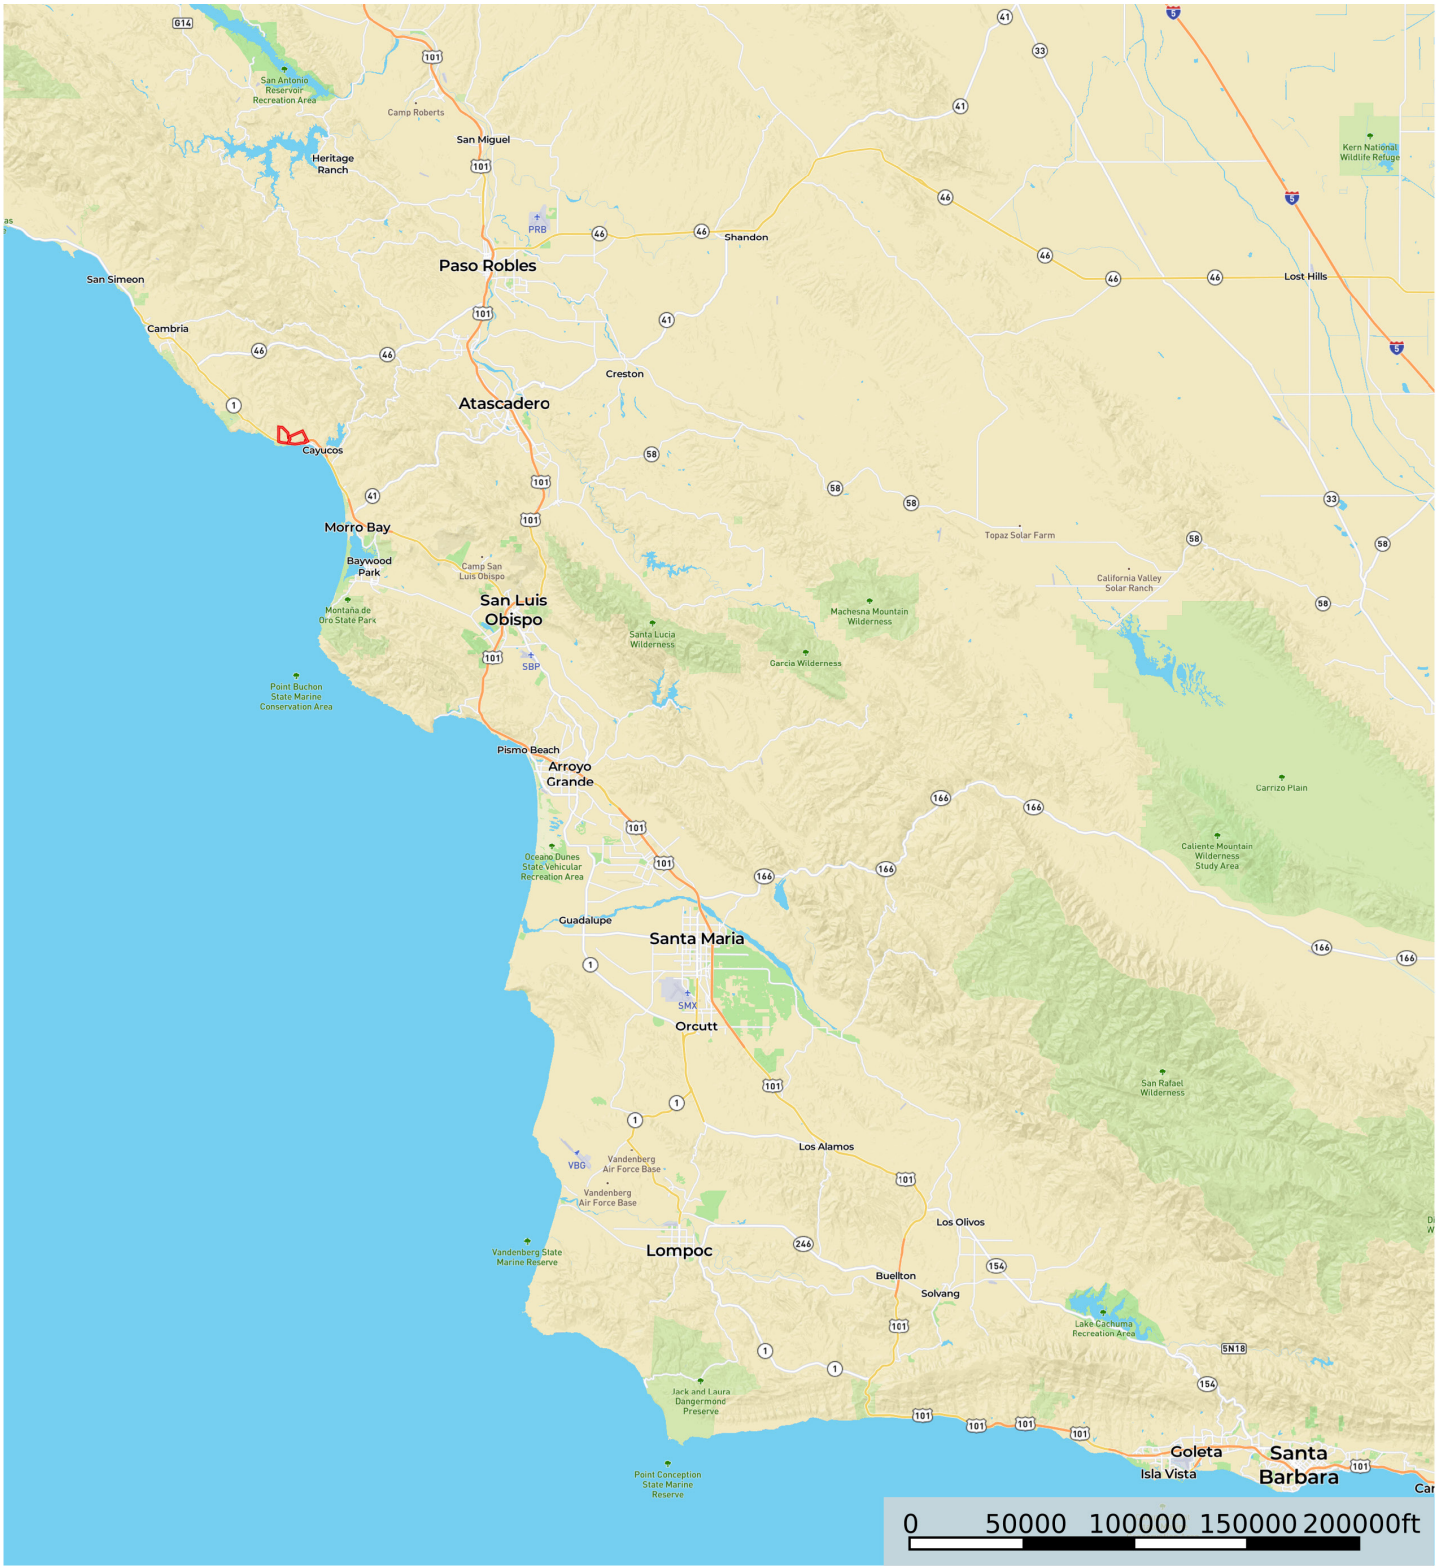 G14
41
5
33
101
San Antonio
Reservoir
Recreation Area
Camp Roberts
41
San Miguel
Kern National
Wildlife Refuge
Heritage
Ranch
101
46
5
as
PRB
46
46
Shandon
46
Paso Robles
San Simeon
46
46
Lost Hills
101
41
Cambria
46
46
5
Creston
1
Atascadero
Cayucos
58
101
58
41
58
33
101
Morro Bay
Topaz Solar Farm
58
58
Baywood
Park
Camp San
Luis Obispo
California Valley
Solar Ranch
San Luis
Obispo
Montaña de
Oro State Park
Machesna Mountain
Wilderness
58
Santa Lucia
Wilderness
101
SBP
Garcia Wilderness
Point Buchon
State Marine
Conservation Area
Pismo Beach
Arroyo
Grande
Carrizo Plain
166
166
101
Oceano Dunes
State Vehicular
Recreation Area
101
166
166
Caliente Mountain
Wilderness
Study Area
Guadalupe
Santa Maria
166
166
1
SMX
Orcutt
101
San Rafael
Wilderness
1
1
Los Alamos
VBG
Vandenberg
Air Force Base
101
Vandenberg
Air Force Base
Los Olivos
Vandenberg State
Marine Reserve
Lompoc
246
154
Buellton
Solvang
101
Lake Cachuma
Recreation Area
1
1
5N18
154
Jack and Laura
Dangermond
Preserve
101
101
101
101
Goleta
Isla Vista
Santa
Barbara
101
Car
Point Conception
State Marine
Reserve
0 50000 100000 150000 200000ft